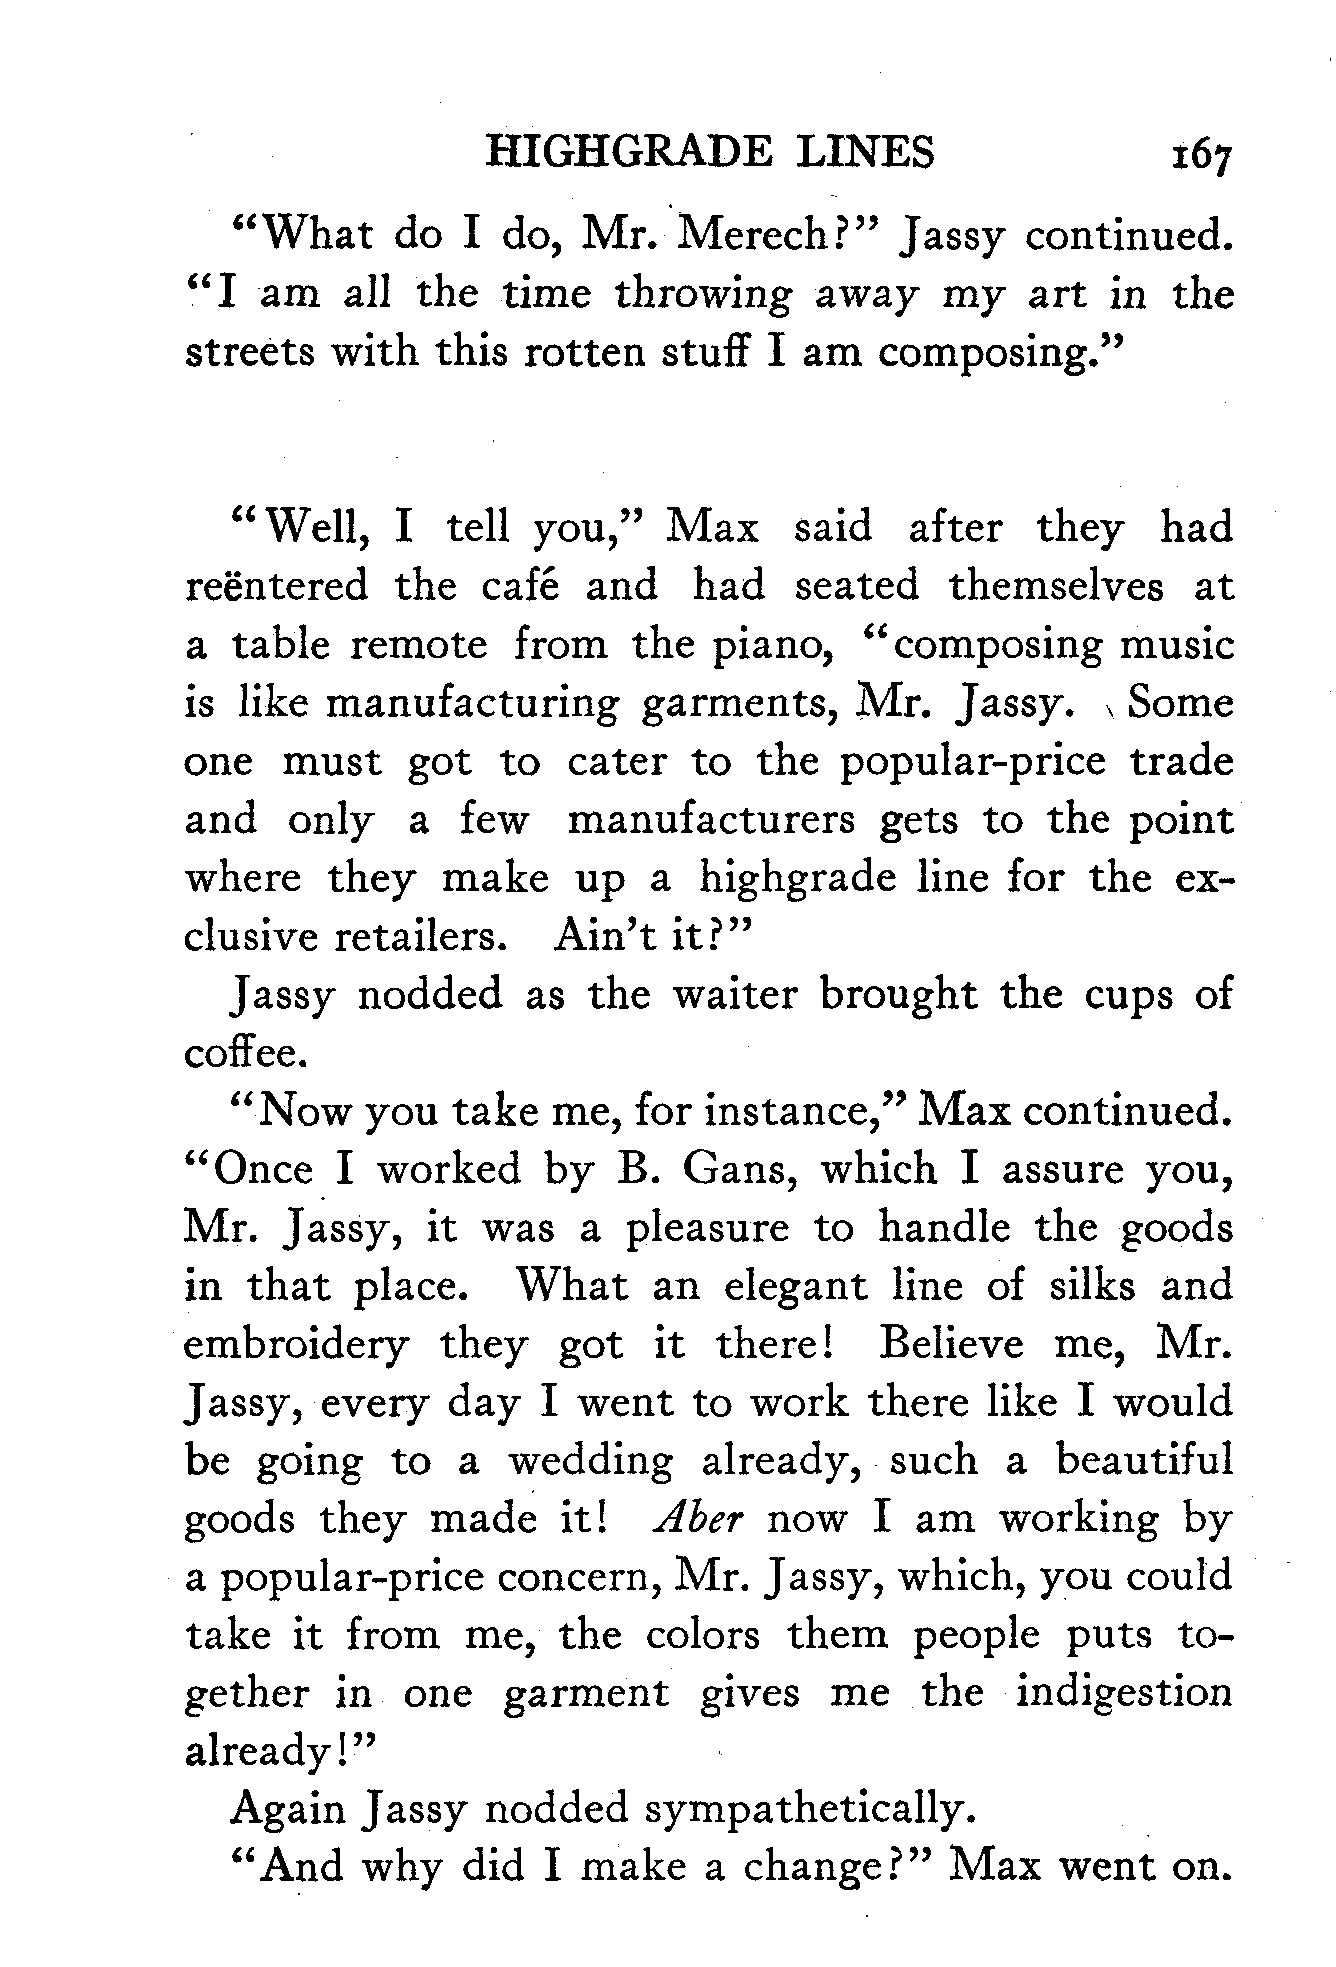 HIGHGRADE LINES 167
“What do I do, Mr. Merech?” Jassy continued.
“I am all the time throwing away my art in the
streets with this rotten stuff I am composing.”
“Well, I tell you,” Max said after they had
reëntered the café and had seated themselves at
a table remote from the piano, “composing music
is like manufacturing garments, Mr. Jassy. Some
one must got to cater to the popular-price trade
and only a few manufacturers gets to the point
where they make up a highgrade line for the ex-
clusive retailers. Ain’t it?”
Jassy nodded as the waiter brought the cups of
coffee.
“Now you take me, for instance,” Max continued.
“Once I worked by B. Gans, which I assure you,
Mr. Jassy, it was a pleasure to handle the goods
in that place. What an elegant line of silks and
embroidery they got it there! Believe me, Mr.
Jassy, every day I went to work there like I would
be going to a wedding already, such a beautiful
goods they made it! Aber now I am working by
a popular-price concern, Mr. Jassy, which, you could
take it from me, the colors them people puts to-
gether in one garment gives me the indigestion
already!”
Again Jassy nodded sympathetically.
“And why did I make a change?” Max went on.